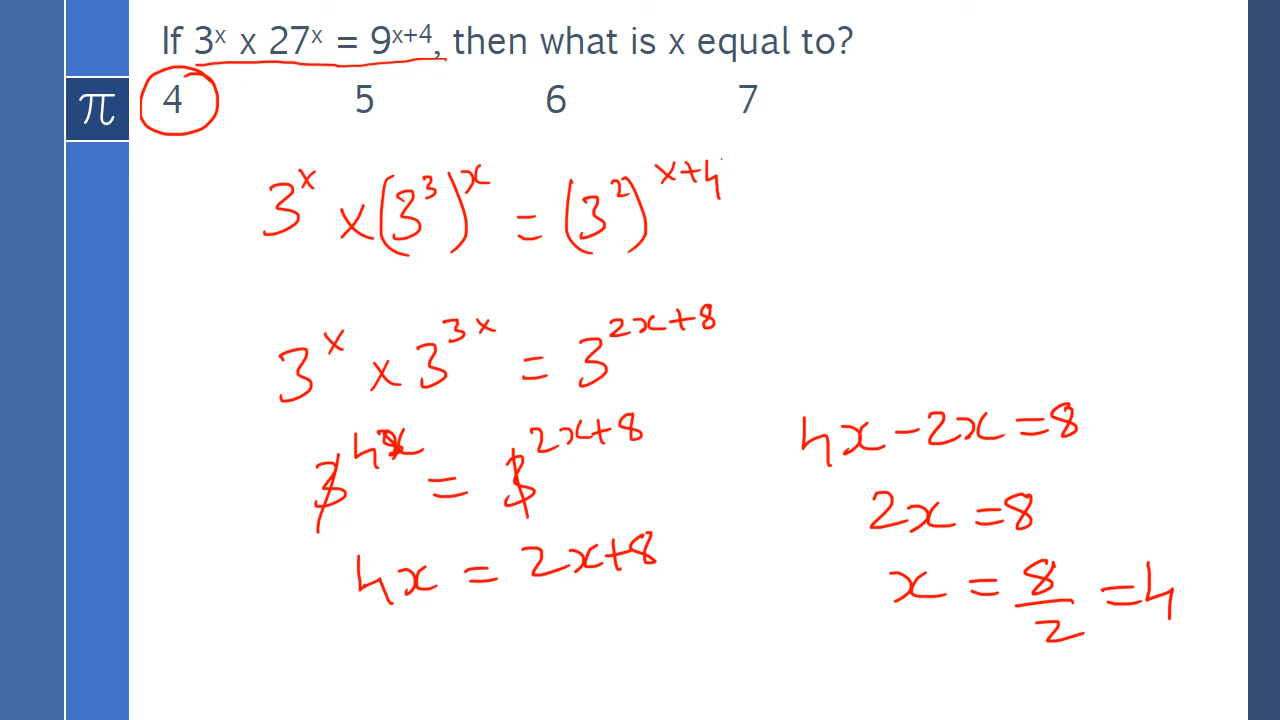 If 3ˣ x 27ˣ = 9ˣ⁺⁴, then what is x equal to?
π
4 5 6 7
3ˣ × (3³)ˣ = (3²)ˣ⁺⁴
3ˣ × 3³ˣ = 3²ˣ⁺⁸
3⁴ˣ = 3²ˣ⁺⁸
4x = 2x+8
4x - 2x = 8
2x = 8
x = 8/2 = 4